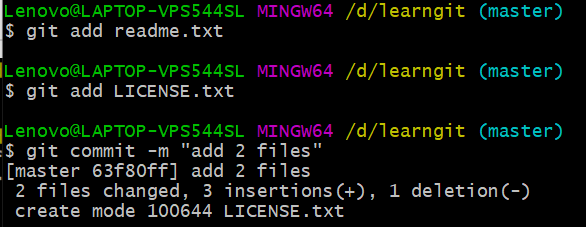 Lenovo@LAPTOP-VPS544SL MINGW64 /d/learngit (master)
$ git add readme.txt
Lenovo@LAPTOP-VPS544SL MINGW64 /d/learngit (master)
$ git add LICENSE.txt
Lenovo@LAPTOP-VPS544SL MINGW64 /d/learngit (master)
$ git commit -m "add 2 files"
[master 63f80ff] add 2 files
 2 files changed, 3 insertions(+), 1 deletion(-)
 create mode 100644 LICENSE.txt